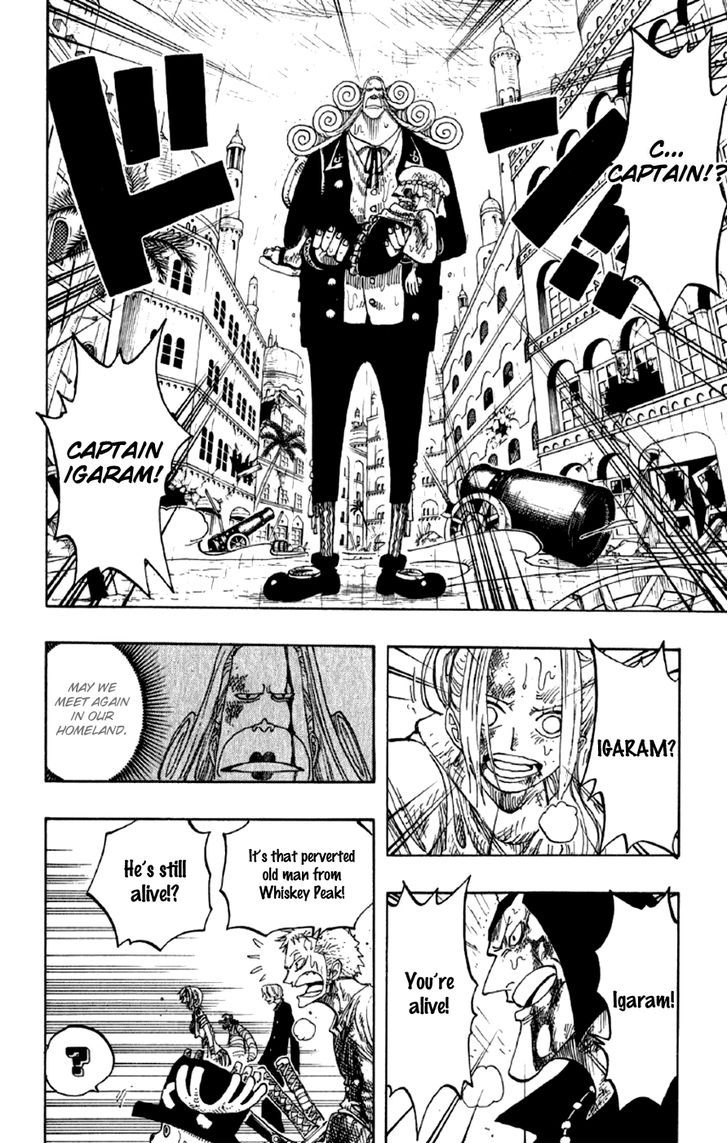 C...
CAPTAIN!?
ドン
CAPTAIN
IGARAM!
IGARAM?
MAY WE
MEET AGAIN
IN OUR
HOMELAND.
It's that perverted
old man from
Whiskey Peak!
He's still
alive!?
?
Igaram!
You're
alive!